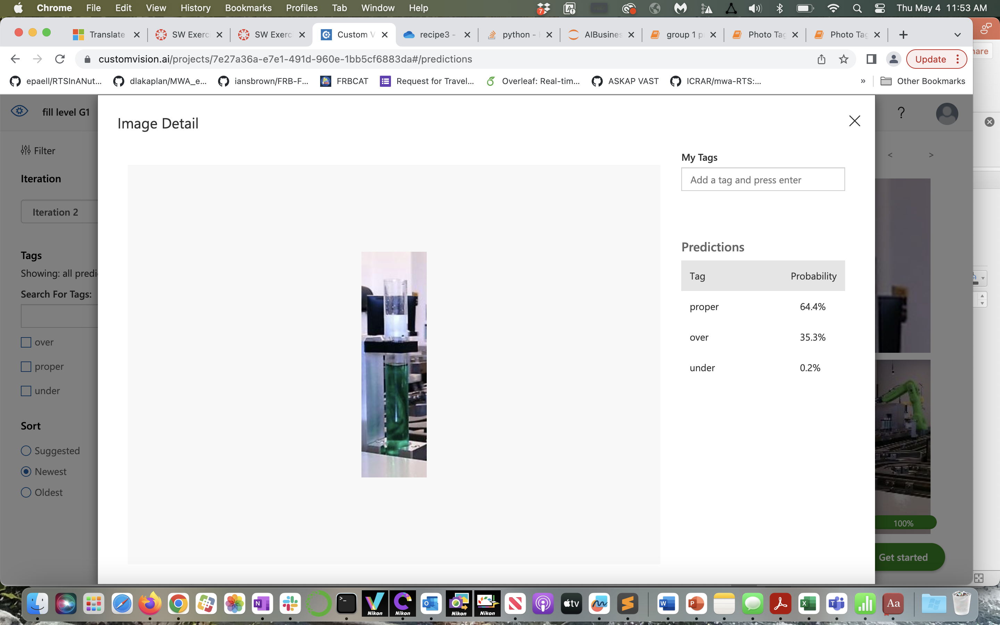 Chrome File Edit View History Bookmarks Profiles Tab Window Help Thu May 4 11:53 AM
7
Translate SW Exerc SW Exerc Custom V recipe3 - python - AIBusines group 1 p Photo Tag Photo Tag
customvision.ai/projects/7e27a36a-e7e1-491d-960e-1bb5cf6883da#/predictions Update
epaell/RTSInANut... dlakaplan/MWA_e... iansbrown/FRB-F... FRBCAT Request for Travel... Overleaf: Real-tim... ASKAP VAST ICRAR/mwa-RTS:... » Other Bookmarks
fill level G1
?
Image Detail
Filter
< >
Iteration
Iteration 2
My Tags
Add a tag and press enter
Tags
Showing: all predi
Search For Tags:
over
proper
under
Predictions
Tag Probability
proper 64.4%
over 35.3%
under 0.2%
Sort
Suggested
Newest
Oldest
100%
Get started
Nikon Nikon Nikon Nikon tv W P X T Aa